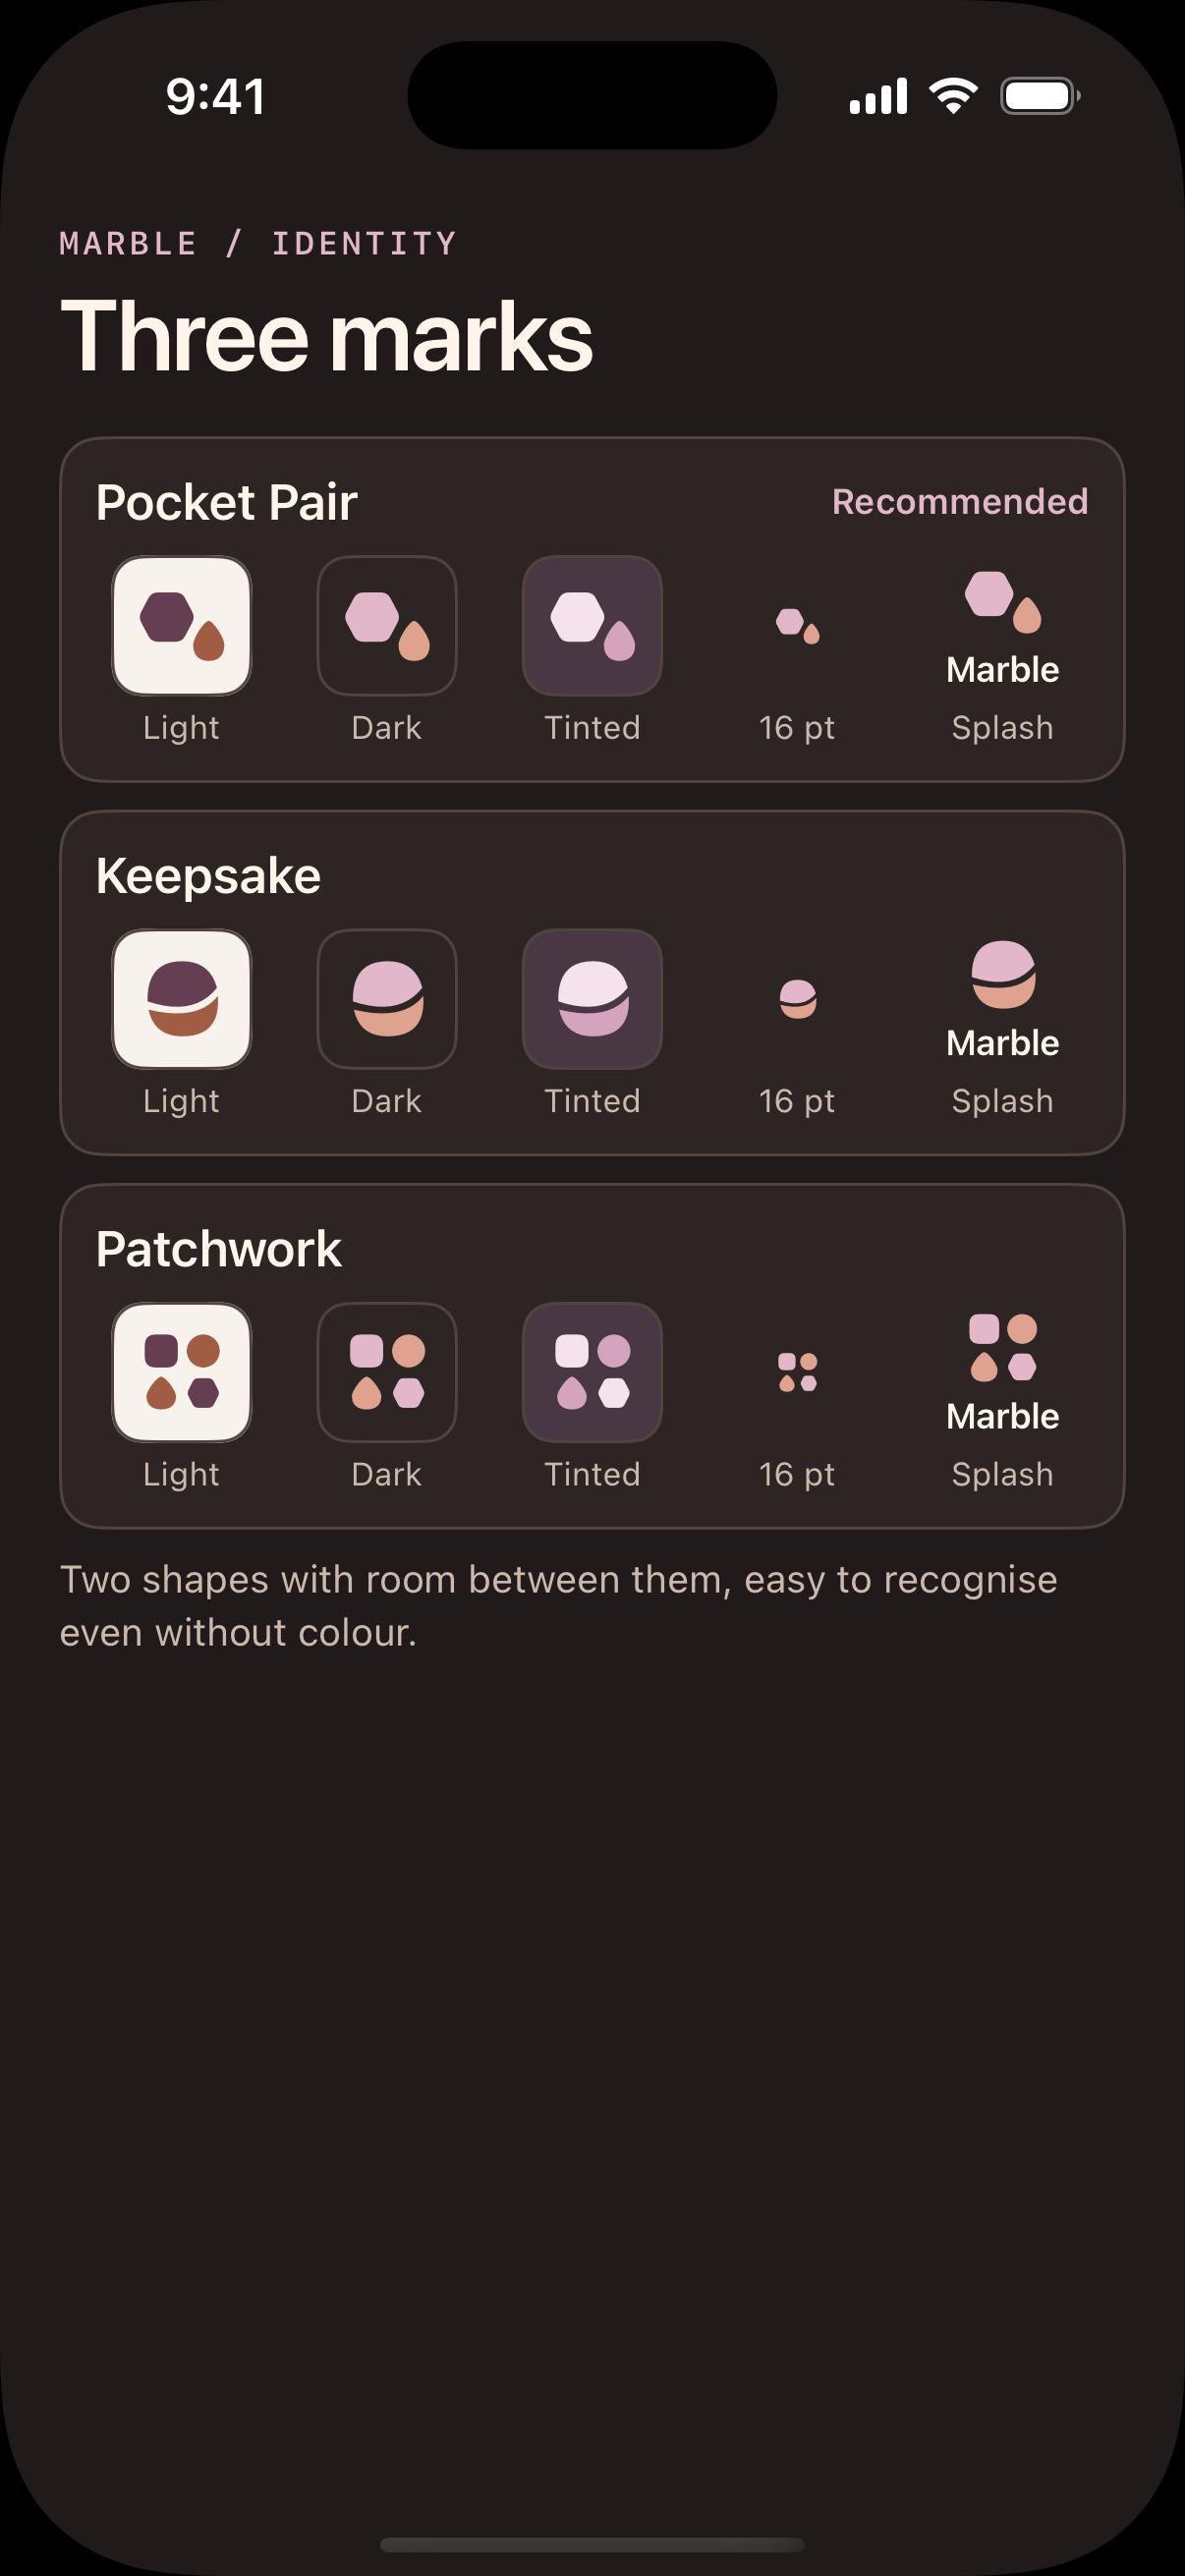 9:41
MARBLE / IDENTITY
Three marks
Pocket Pair
Recommended
Marble
Light
Dark
Tinted
16 pt
Splash
Keepsake
Marble
Light
Dark
Tinted
16 pt
Splash
Patchwork
Marble
Light
Dark
Tinted
16 pt
Splash
Two shapes with room between them, easy to recognise
even without colour.